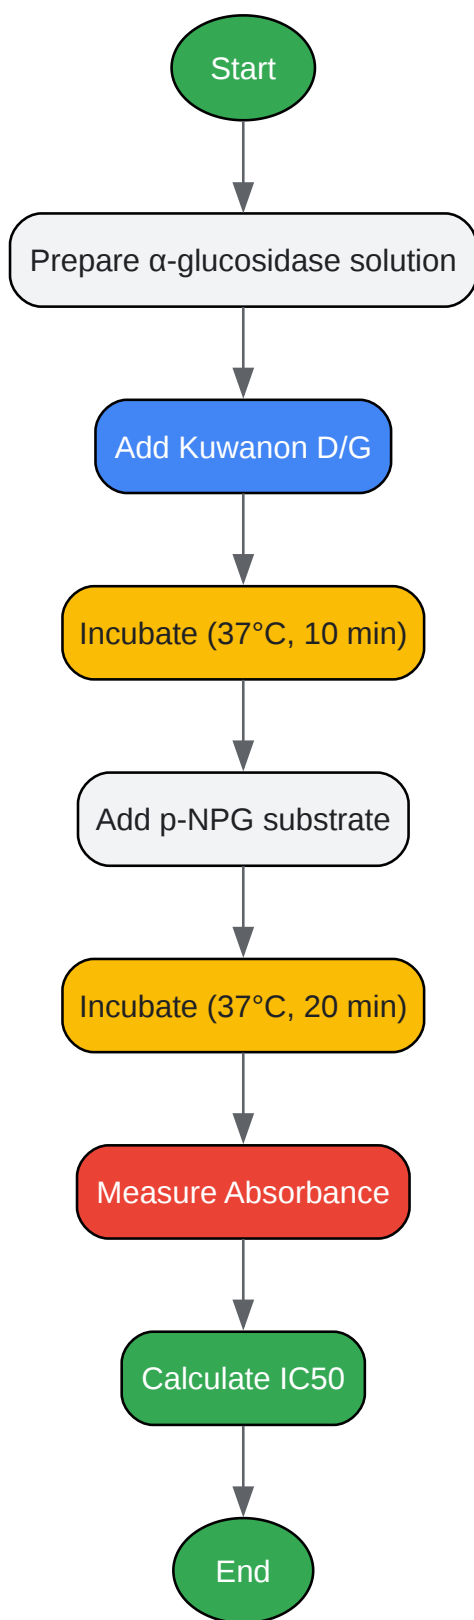 Start
Prepare α-glucosidase solution
Add Kuwanon D/G
Incubate (37°C, 10 min)
Add p-NPG substrate
Incubate (37°C, 20 min)
Measure Absorbance
Calculate IC50
End